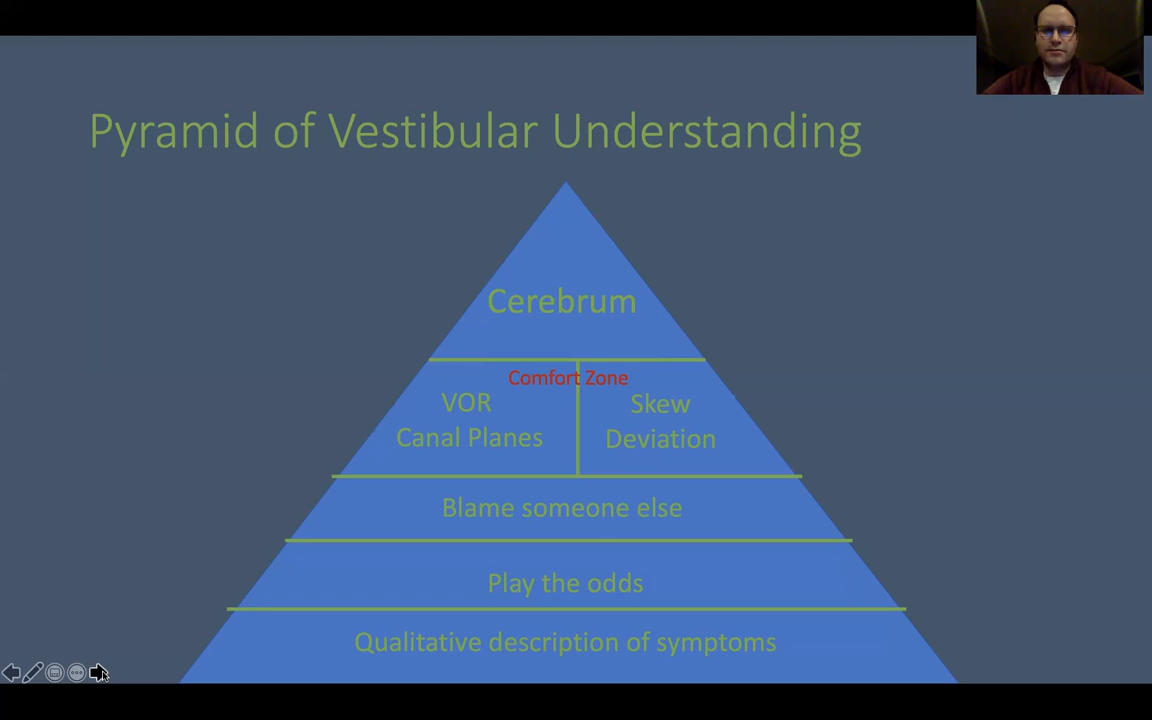 Pyramid of Vestibular Understanding
Cerebrum
Comfort Zone
VOR
Canal Planes
Skew
Deviation
Blame someone else
Play the odds
Qualitative description of symptoms